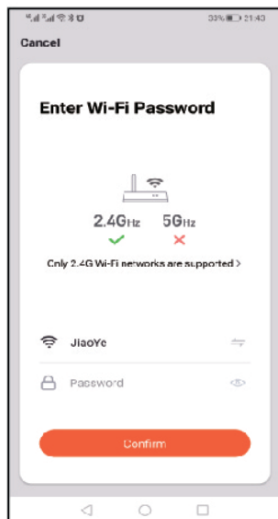 33% 21:43
Cancel
Enter Wi-Fi Password
2.4GHz 5GHz
Only 2.4G Wi-Fi networks are supported >
JiaoYe
Password
Confirm